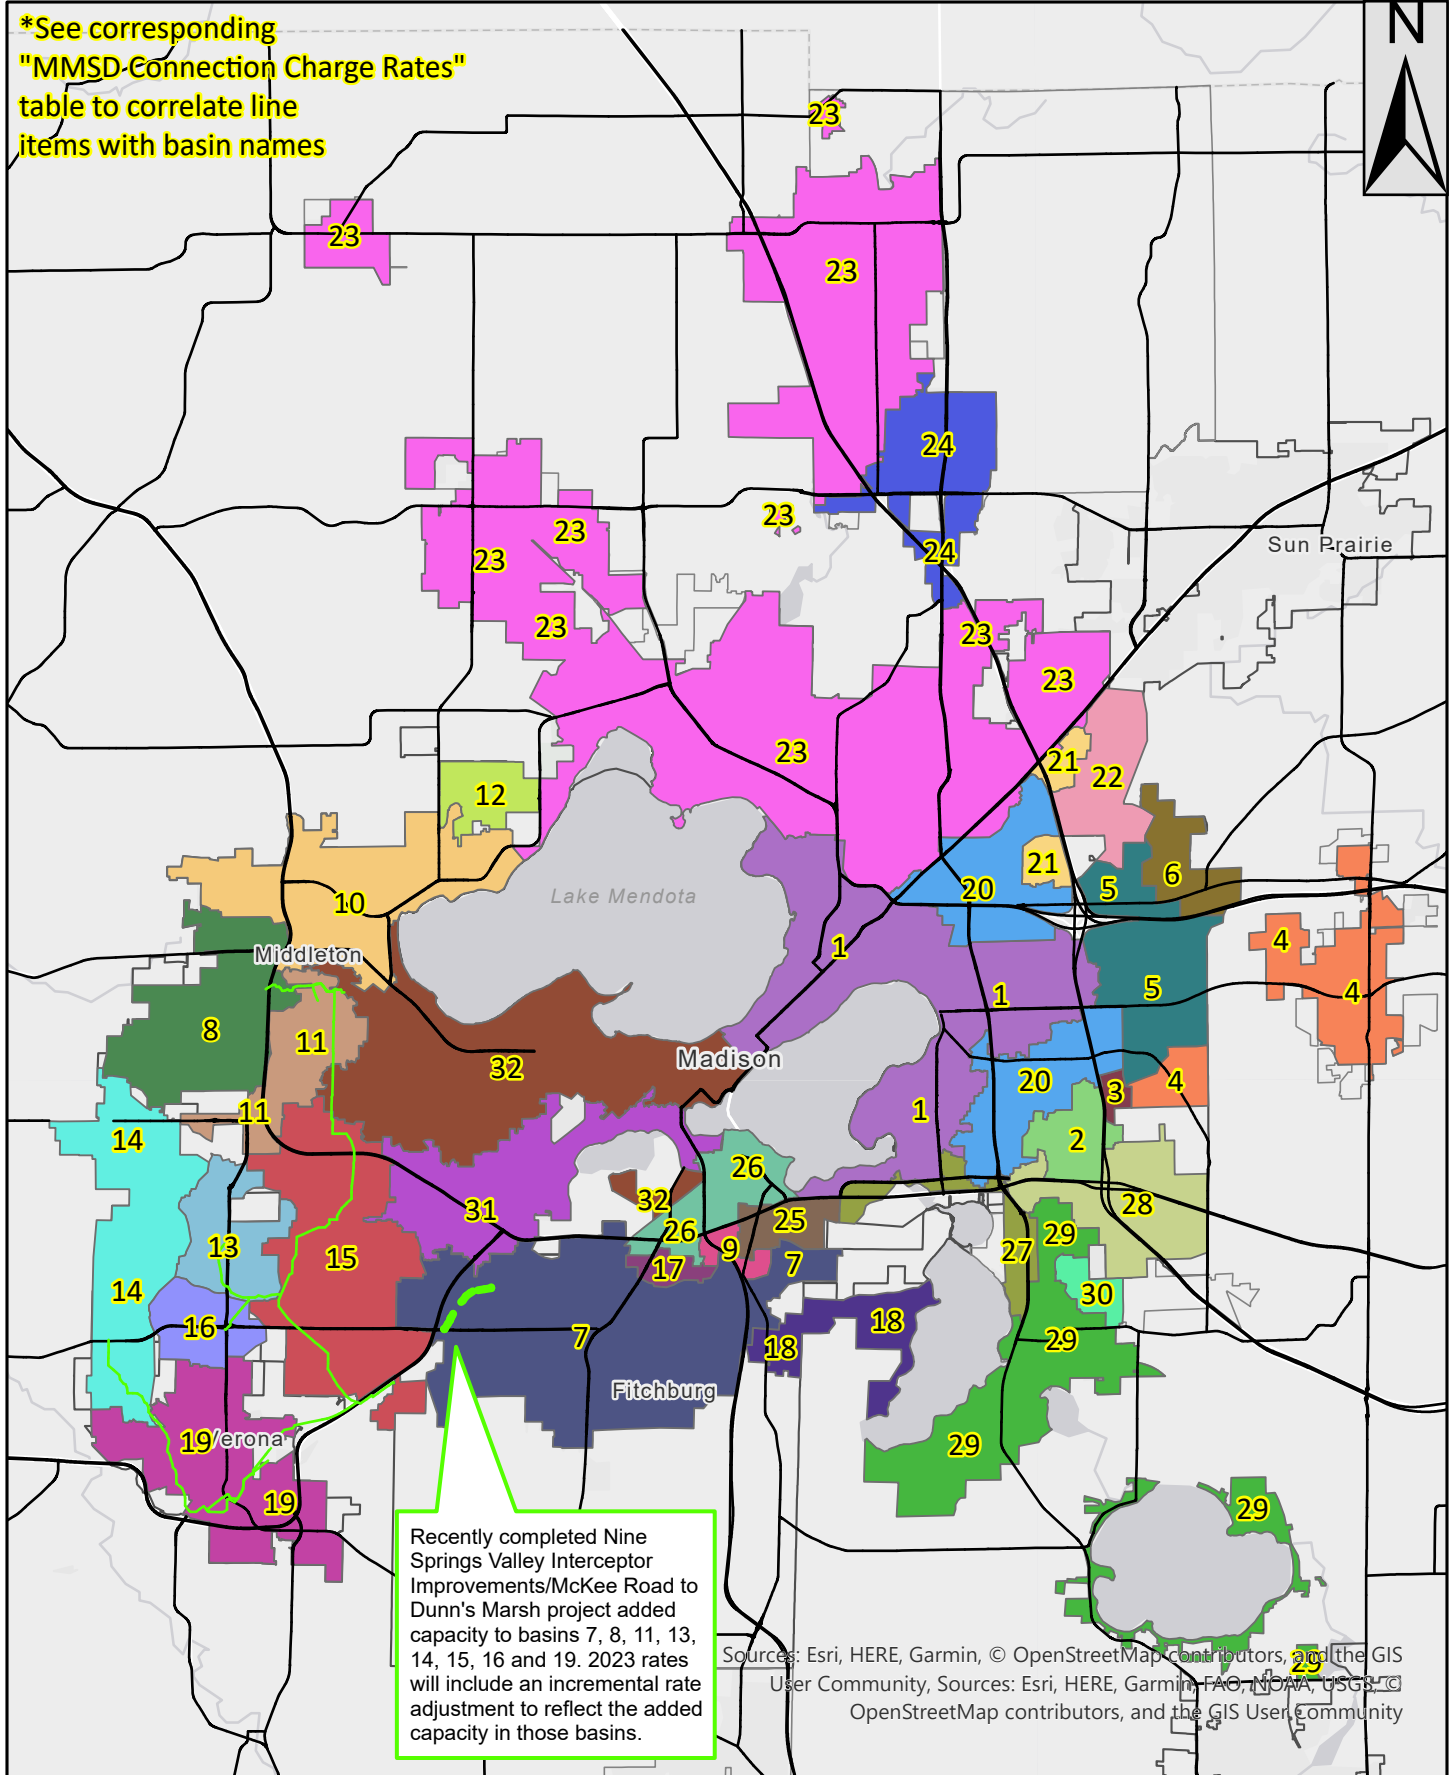 *See corresponding
"MMSD Connection Charge Rates"
table to correlate line
items with basin names
N
23
23
23
24
23
24
23
23
23
Sun Prairie
23
23
23
21
22
12
21
20
5
6
10
Lake Mendota
1
4
Middleton
1
5
4
8
11
32
Madison
20
3
4
11
1
2
14
26
32
28
31
26
25
29
13
15
9
27
17
7
14
30
16
18
7
18
29
Fitchburg
19
Verona
29
19
29
Recently completed Nine
Springs Valley Interceptor
Improvements/McKee Road to
Dunn's Marsh project added
capacity to basins 7, 8, 11, 13,
14, 15, 16 and 19. 2023 rates
will include an incremental rate
adjustment to reflect the added
capacity in those basins.
29
Sources: Esri, HERE, Garmin, © OpenStreetMap contributors, and the GIS
User Community, Sources: Esri, HERE, Garmin, FAO, NOAA, USGS, ©
OpenStreetMap contributors, and the GIS User Community